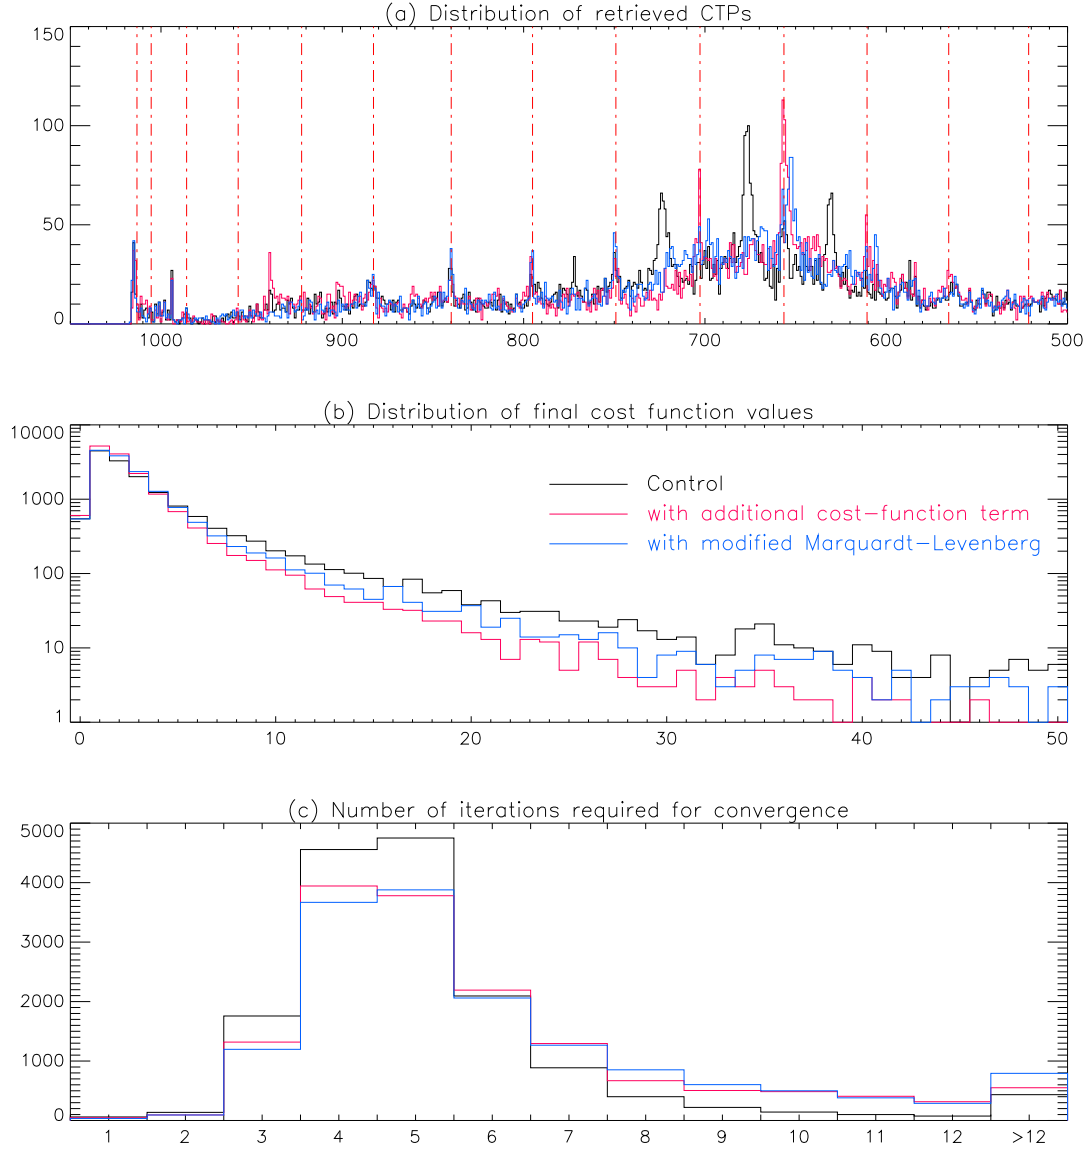 (a) Distribution of retrieved CTPs
150
100
50
0
1000 900 800 700 600 500
(b) Distribution of final cost function values
10000
1000
100
10
1
Control
with additional cost-function term
with modified Marquardt-Levenberg
0 10 20 30 40 50
(c) Number of iterations required for convergence
5000
4000
3000
2000
1000
0
1 2 3 4 5 6 7 8 9 10 11 12 >12